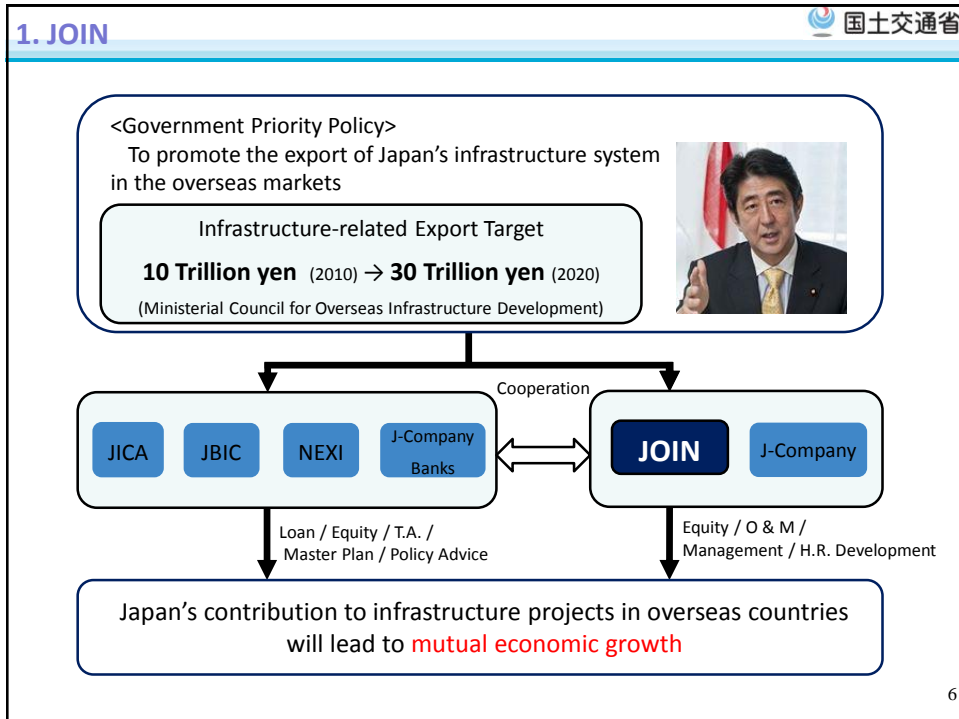 1. JOIN
国土交通省
<Government Priority Policy>
To promote the export of Japan’s infrastructure system
in the overseas markets
Infrastructure-related Export Target
10 Trillion yen (2010) → 30 Trillion yen (2020)
(Ministerial Council for Overseas Infrastructure Development)
Cooperation
JICA
JBIC
NEXI
J-Company
Banks
JOIN
J-Company
Loan / Equity / T.A. /
Master Plan / Policy Advice
Equity / O & M /
Management / H.R. Development
Japan’s contribution to infrastructure projects in overseas countries
will lead to mutual economic growth
6